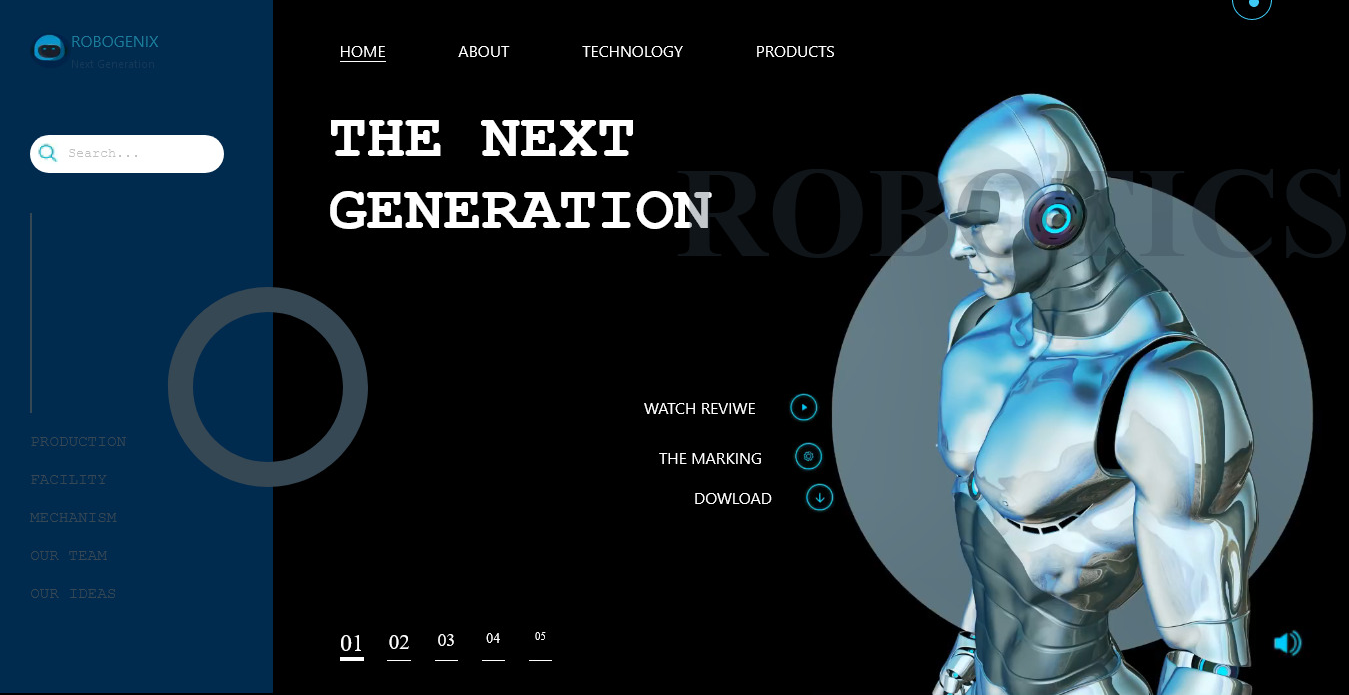 ROBOGENIX
Next Generation
Search...
PRODUCTION
FACILITY
MECHANISM
OUR TEAM
OUR IDEAS
HOME ABOUT TECHNOLOGY PRODUCTS
THE NEXT
GENERATION
ROBOTICS
WATCH REVIWE
THE MARKING
DOWLOAD
01 02 03 04 05